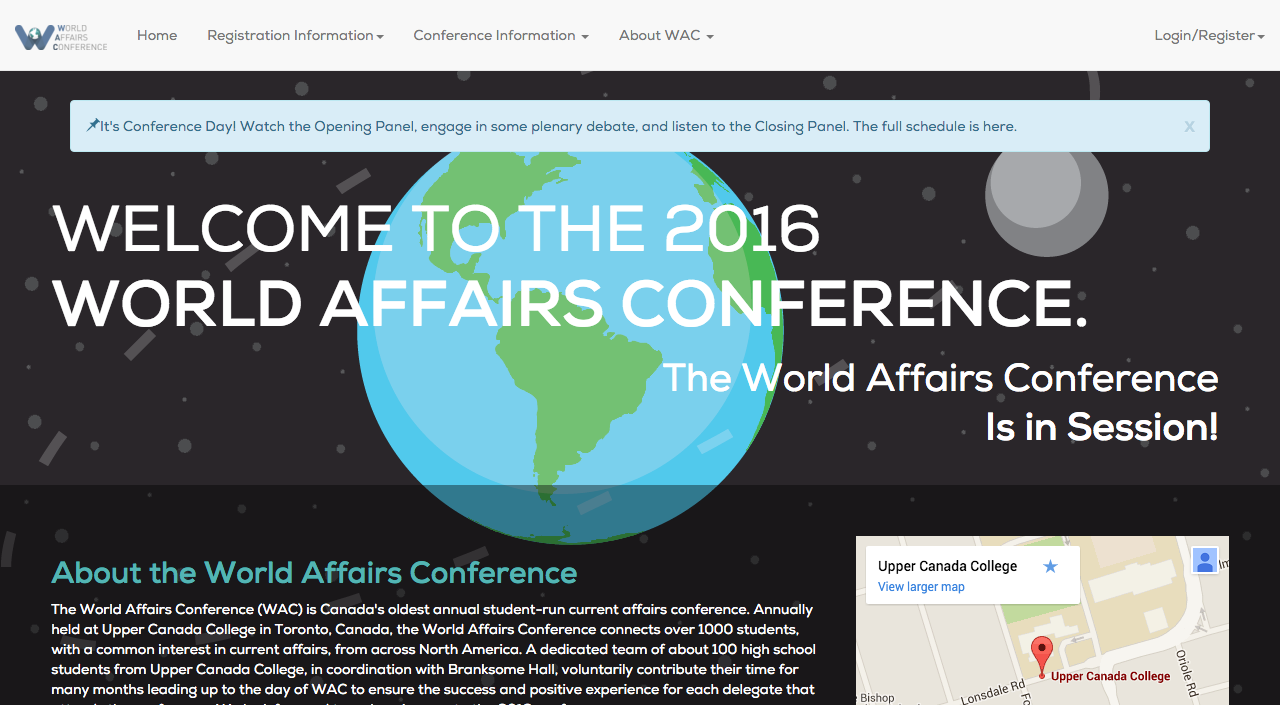 WORLD
AFFAIRS
CONFERENCE
Home
Registration Information
Conference Information
About WAC
Login/Register
It's Conference Day! Watch the Opening Panel, engage in some plenary debate, and listen to the Closing Panel. The full schedule is here.
x
WELCOME TO THE 2016
WORLD AFFAIRS CONFERENCE.
The World Affairs Conference
Is in Session!
About the World Affairs Conference
The World Affairs Conference (WAC) is Canada's oldest annual student-run current affairs conference. Annually
held at Upper Canada College in Toronto, Canada, the World Affairs Conference connects over 1000 students,
with a common interest in current affairs, from across North America. A dedicated team of about 100 high school
students from Upper Canada College, in coordination with Branksome Hall, voluntarily contribute their time for
many months leading up to the day of WAC to ensure the success and positive experience for each delegate that
Upper Canada College
View larger map
Upper Canada College
Oriole Rd
Lonsdale Rd
Bishop